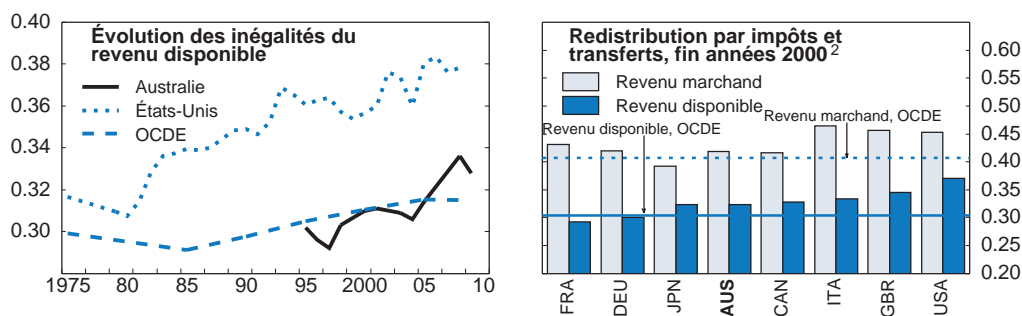 Évolution des inégalités du
revenu disponible
Australie
États-Unis
OCDE
0.40
0.38
0.36
0.34
0.32
0.30
1975
80
85
90
95
2000
05
10
Redistribution par impôts et
transferts, fin années 2000 2
Revenu marchand
Revenu disponible
Revenu disponible, OCDE
Revenu marchand, OCDE
0.60
0.55
0.50
0.45
0.40
0.35
0.30
0.25
0.20
FRA
DEU
JPN
AUS
CAN
ITA
GBR
USA